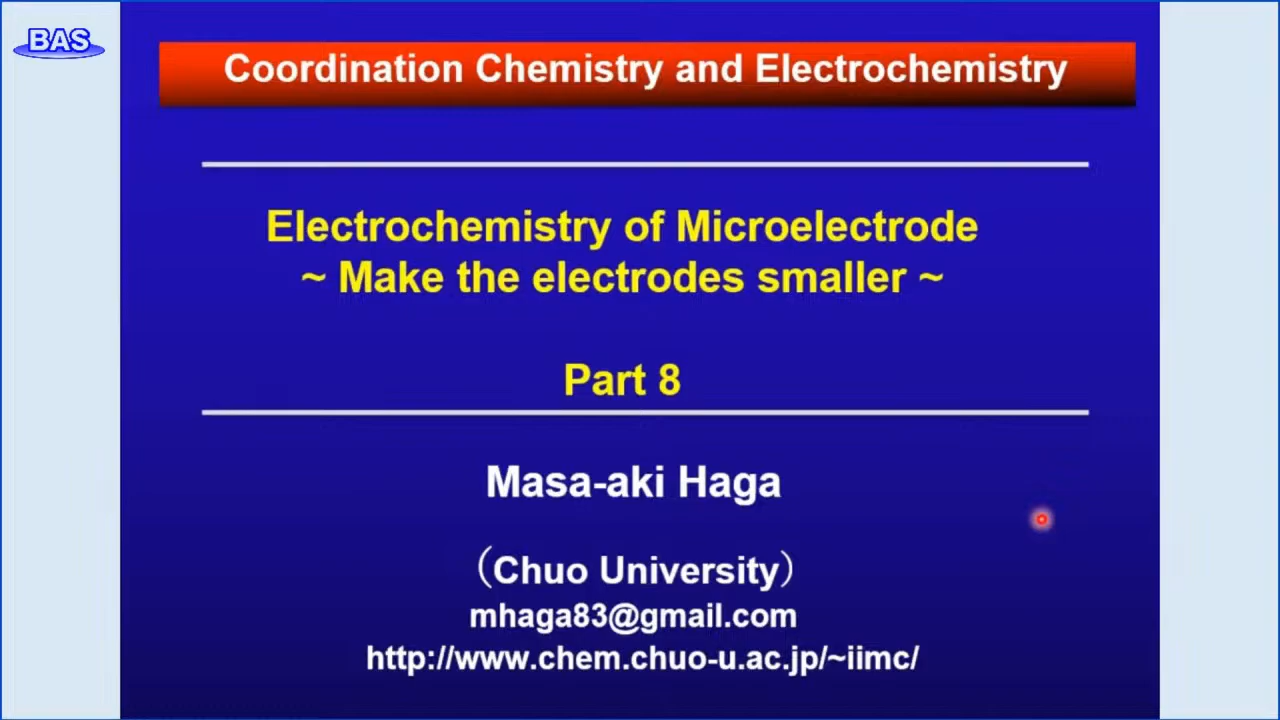 BAS
Coordination Chemistry and Electrochemistry
Electrochemistry of Microelectrode
~ Make the electrodes smaller ~
Part 8
Masa-aki Haga
（Chuo University）
mhaga83@gmail.com
http://www.chem.chuo-u.ac.jp/~iimc/